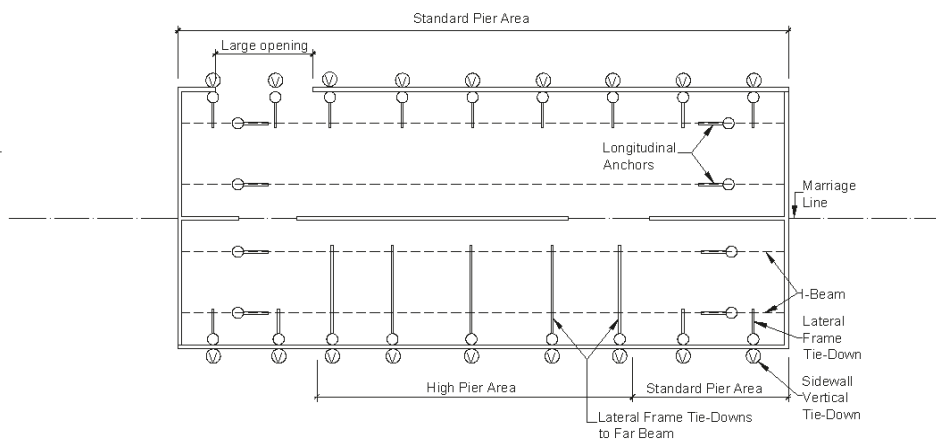 Standard Pier Area
Large opening
V V V V V V V V V
Longitudinal
Anchors
Marriage
Line
I-Beam
Lateral
Frame
Tie-Down
V V V V V V V V V
Sidewall
Vertical
Tie-Down
High Pier Area
Standard Pier Area
Lateral Frame Tie-Downs
to Far Beam